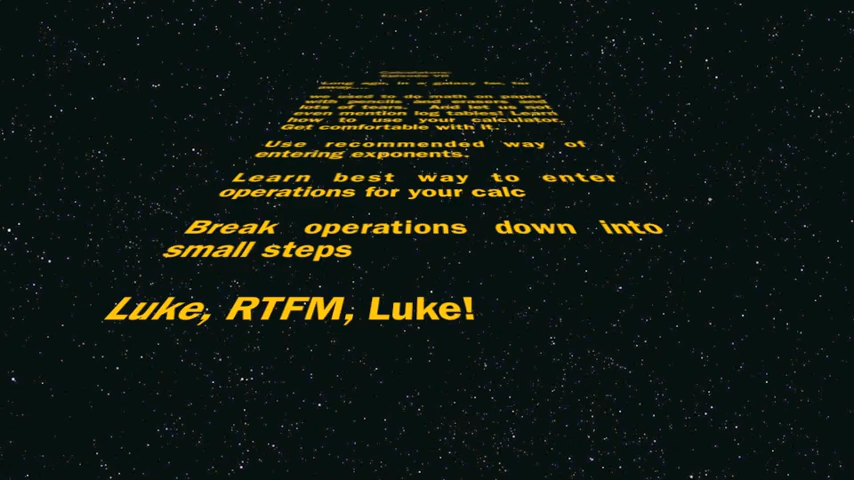 Calculators:
Episode VII
Long ago, in a galaxy far, far
away....
we used to do math on paper
with pencils and erasers and
lots of tears. And let us not
even mention log tables! Learn
how to use your calculator.
Get comfortable with it.
Use recommended way of
entering exponents.
Learn best way to enter
operations for your calc
Break operations down into
small steps
Luke, RTFM, Luke!